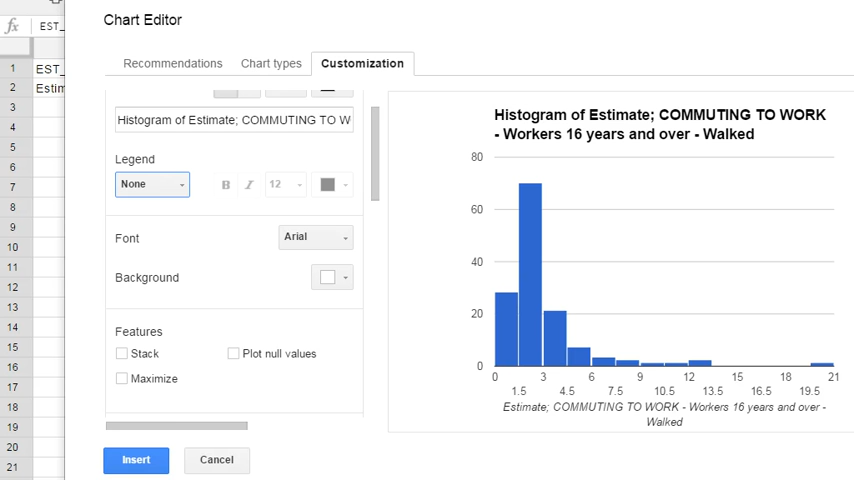 Chart Editor
fx EST_
Recommendations Chart types Customization
1 EST_
2 Estim
3
4
5
6
7
8
9
10
11
12
13
14
15
16
17
18
19
20
21
Histogram of Estimate; COMMUTING TO W
Legend
None B I 12
Font Arial
Background
Features
Stack Plot null values
Maximize
Insert Cancel
Histogram of Estimate; COMMUTING TO WORK
- Workers 16 years and over - Walked
80
60
40
20
0
0 3 6 9 12 15 18 21
1.5 4.5 7.5 10.5 13.5 16.5 19.5
Estimate; COMMUTING TO WORK - Workers 16 years and over -
Walked